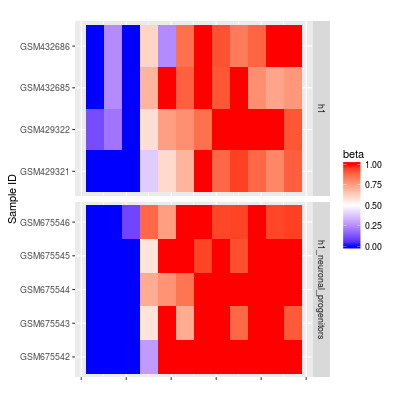 GSM432686
GSM432685
GSM429322
GSM429321
h1
GSM675546
GSM675545
GSM675544
GSM675543
GSM675542
h1_neuronal_progenitors
Sample ID
beta
1.00
0.75
0.50
0.25
0.00